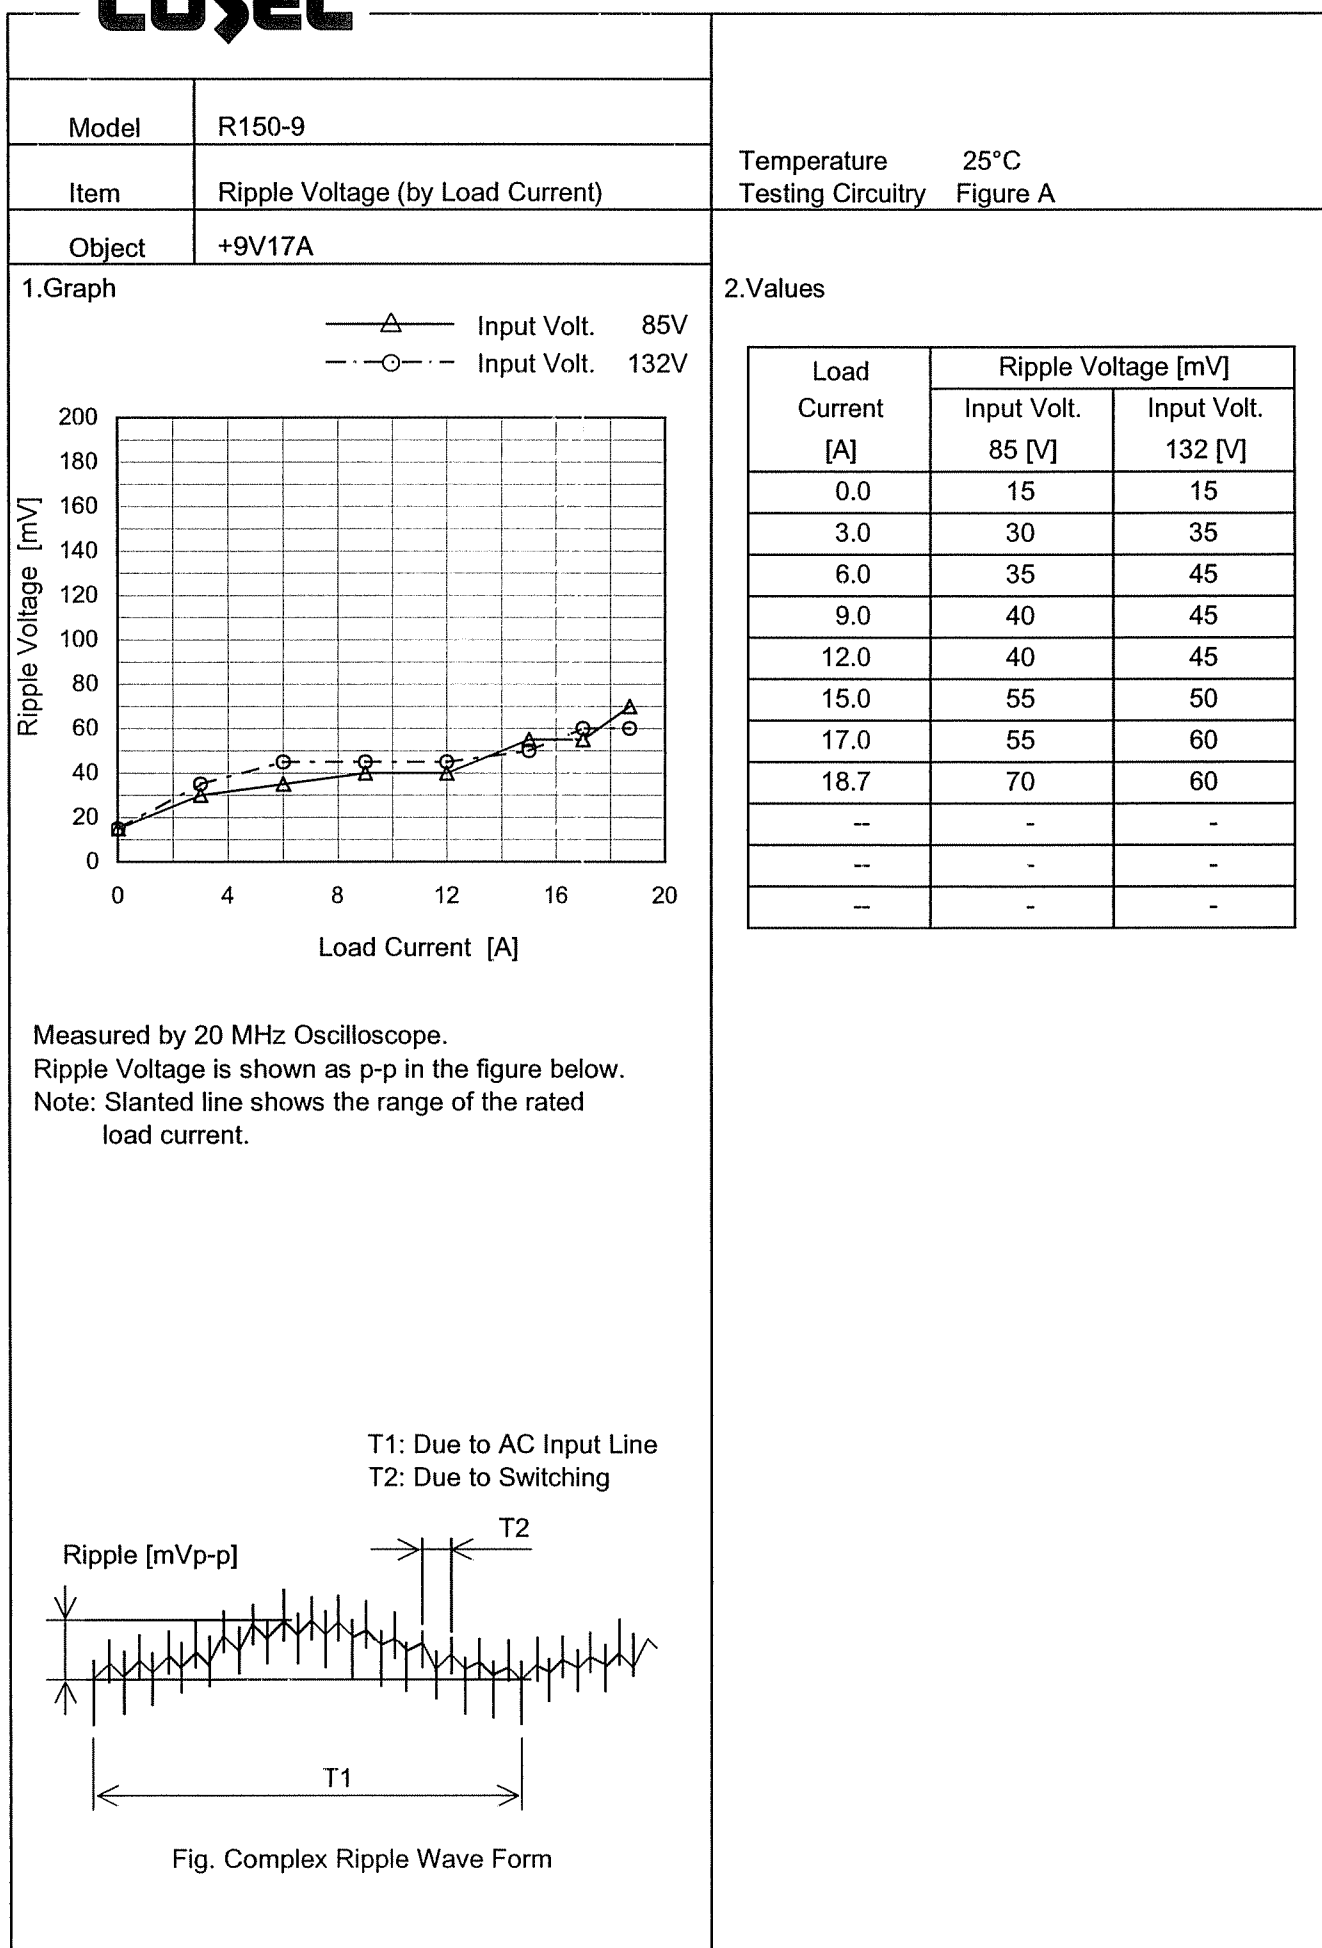 COSEL
Model R150-9
Item Ripple Voltage (by Load Current)
Object +9V17A
Temperature 25°C
Testing Circuitry Figure A
1.Graph
Input Volt. 85V
Input Volt. 132V
200
180
160
140
120
100
80
60
40
20
0
Ripple Voltage [mV]
0 4 8 12 16 20
Load Current [A]
Measured by 20 MHz Oscilloscope.
Ripple Voltage is shown as p-p in the figure below.
Note: Slanted line shows the range of the rated
load current.
T1: Due to AC Input Line
T2: Due to Switching
T2
Ripple [mVp-p]
T1
Fig. Complex Ripple Wave Form
2.Values
Load Ripple Voltage [mV]
Current Input Volt. Input Volt.
[A] 85 [V] 132 [V]
0.0 15 15
3.0 30 35
6.0 35 45
9.0 40 45
12.0 40 45
15.0 55 50
17.0 55 60
18.7 70 60
-- - -
-- - -
-- - -